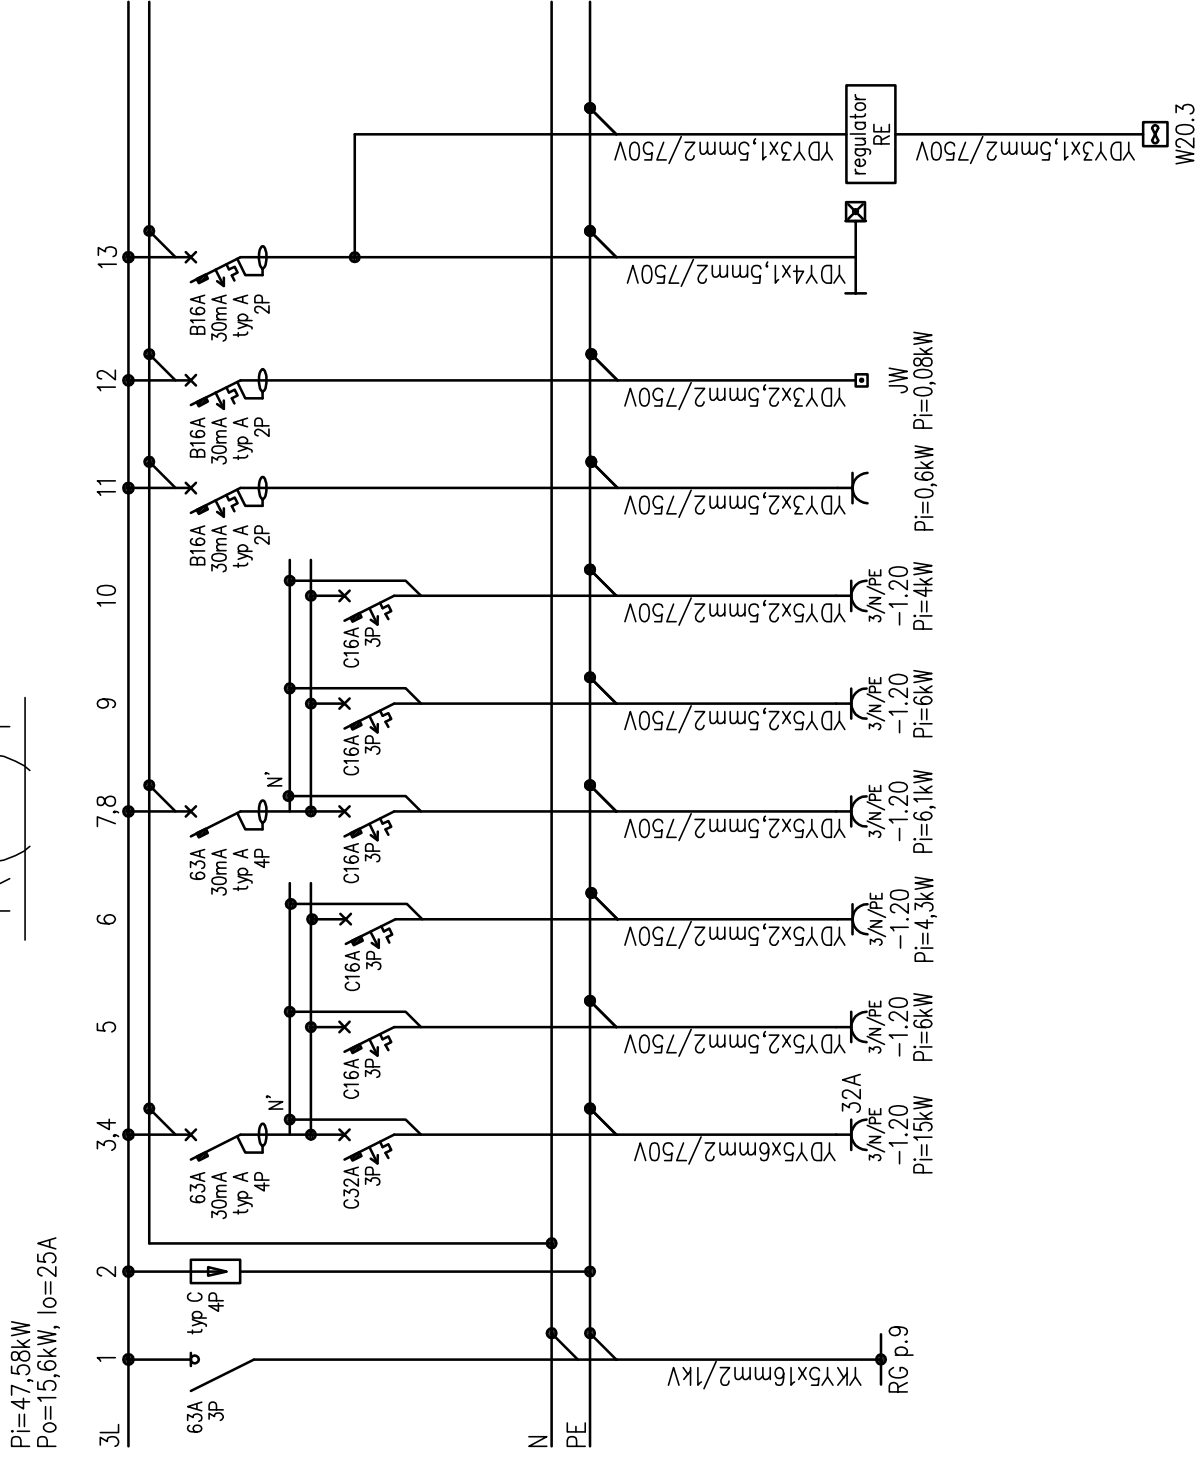 Pi=47,58kW
Po=15,6kW, Io=25A
3L
N
PE
1
63A
3P
YKY5x16mm2/1kV
RG p.9
2
typ C
4P
3,4
63A
30mA
typ A
4P
N'
C32A
3P
YDY5x6mm2/750V
32A
3/N/PE
-1.20
Pi=15kW
5
C16A
3P
YDY5x2,5mm2/750V
3/N/PE
-1.20
Pi=6kW
6
C16A
3P
YDY5x2,5mm2/750V
3/N/PE
-1.20
Pi=4,3kW
7,8
63A
30mA
typ A
4P
N'
C16A
3P
YDY5x2,5mm2/750V
3/N/PE
-1.20
Pi=6,1kW
9
C16A
3P
YDY5x2,5mm2/750V
3/N/PE
-1.20
Pi=6kW
10
C16A
3P
YDY5x2,5mm2/750V
3/N/PE
-1.20
Pi=4kW
11
B16A
30mA
typ A
2P
YDY3x2,5mm2/750V
Pi=0,6kW
12
B16A
30mA
typ A
2P
YDY3x2,5mm2/750V
JW
Pi=0,08kW
13
B16A
30mA
typ A
2P
YDY4x1,5mm2/750V
YDY3x1,5mm2/750V
regulator
RE
YDY3x1,5mm2/750V
W20.3